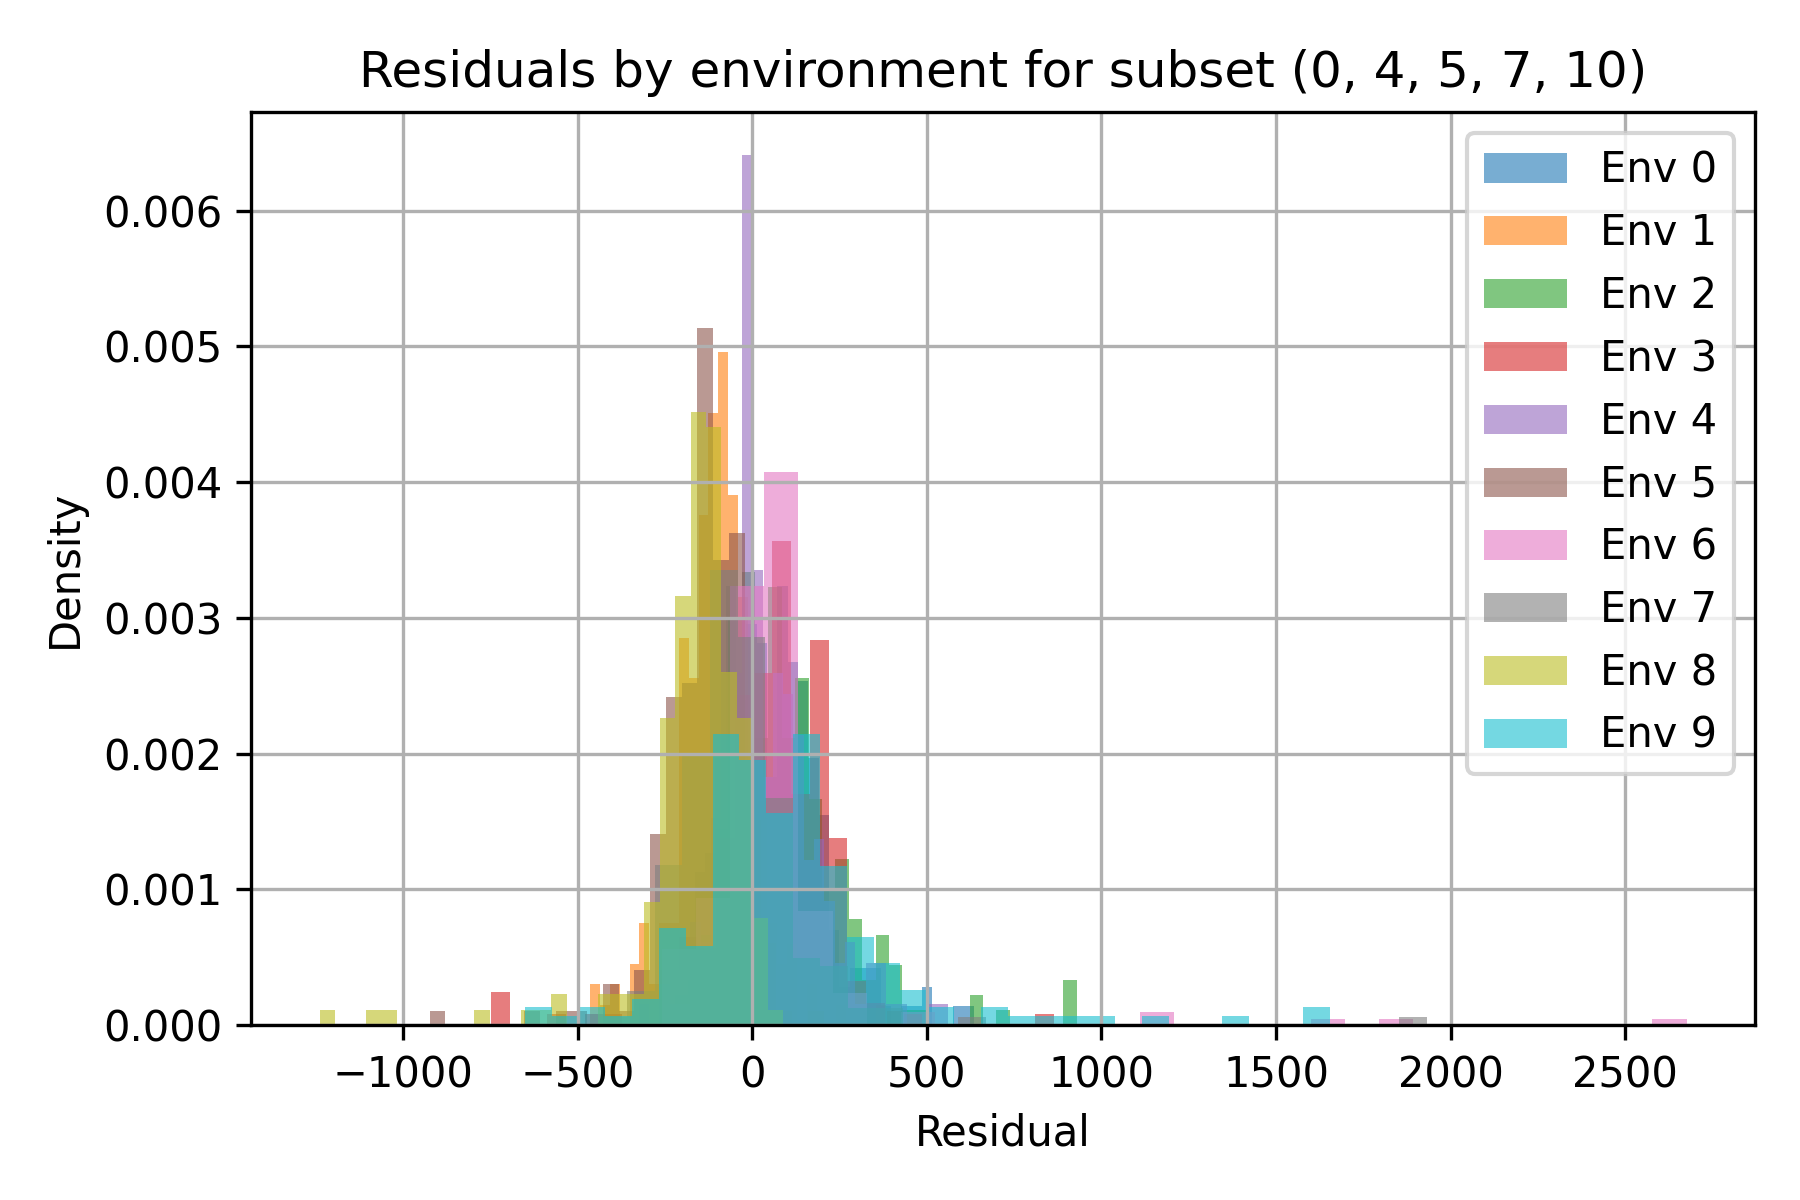 Residuals by environment for subset (0, 4, 5, 7, 10)
Density
0.006
0.005
0.004
0.003
0.002
0.001
0.000
−1000
−500
0
500
1000
1500
2000
2500
Residual
Env 0
Env 1
Env 2
Env 3
Env 4
Env 5
Env 6
Env 7
Env 8
Env 9